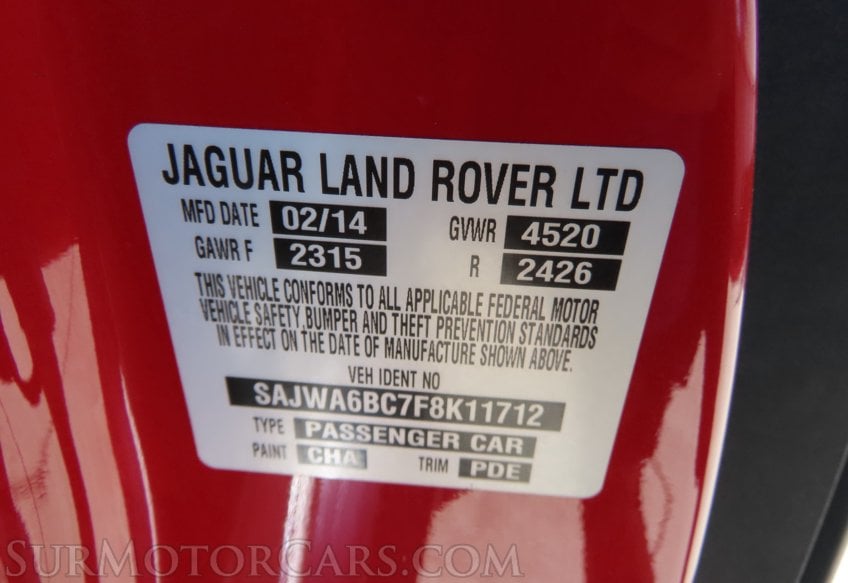 JAGUAR LAND ROVER LTD
MFD DATE 02/14 GVWR 4520
GAWR F 2315 R 2426
THIS VEHICLE CONFORMS TO ALL APPLICABLE FEDERAL MOTOR
VEHICLE SAFETY, BUMPER AND THEFT PREVENTION STANDARDS
IN EFFECT ON THE DATE OF MANUFACTURE SHOWN ABOVE.
VEH IDENT NO
SAJWA6BC7F8K11712
TYPE PASSENGER CAR
PAINT CHA TRIM PDE
SURMOTORCARS.COM